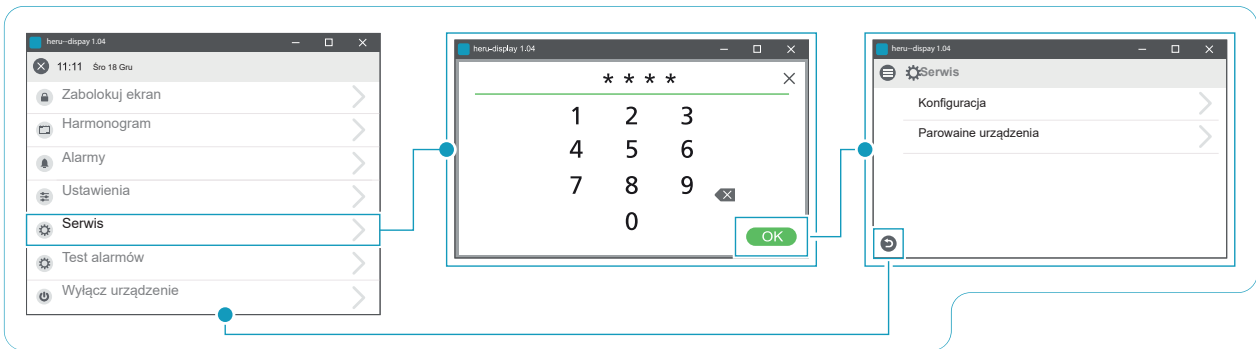 heru--dispay 1.04
11:11 Śro 18 Gru
Zabolokuj ekran
Harmonogram
Alarmy
Ustawienia
Serwis
Test alarmów
Wyłącz urządzenie
heru-display 1.04
* * * *
1 2 3
4 5 6
7 8 9
0
OK
heru--dispay 1.04
Serwis
Konfiguracja
Parowaine urządzenia